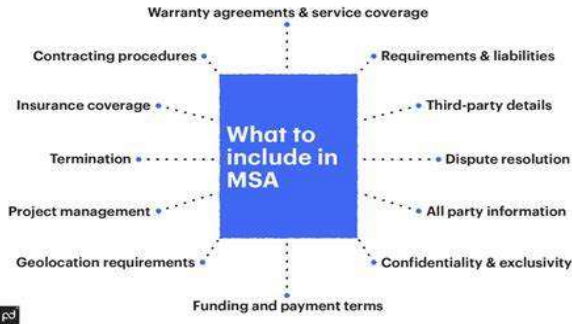 Warranty agreements & service coverage
Contracting procedures
Requirements & liabilities
Insurance coverage
Third-party details
What to
include in
MSA
Termination
Dispute resolution
Project management
All party information
Geolocation requirements
Confidentiality & exclusivity
Funding and payment terms
pd